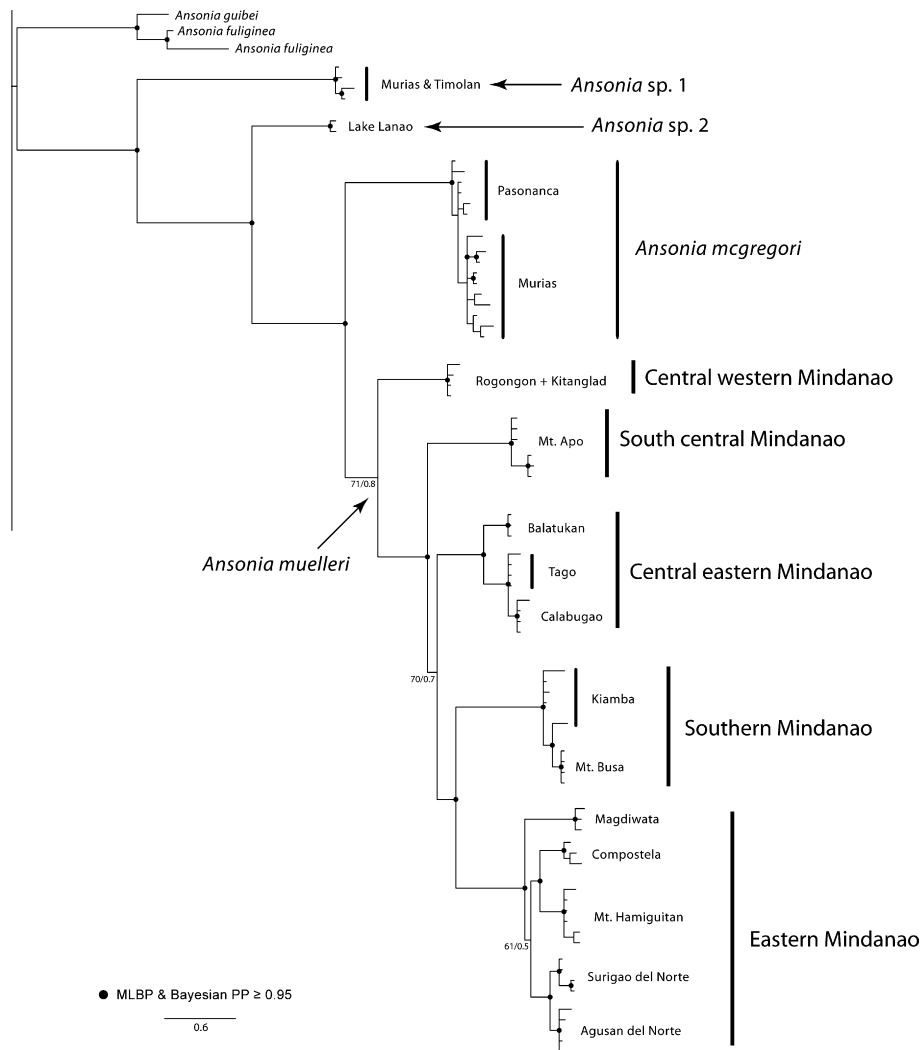 Ansonia guibei
Ansonia fuliginea
Ansonia fuliginea
Murias & Timolan
Ansonia sp. 1
Lake Lanao
Ansonia sp. 2
Pasonanca
Ansonia mcgregori
Murias
Rogongon + Kitanglad
Central western Mindanao
Mt. Apo
South central Mindanao
71/0.8
Ansonia muelleri
Balatukan
Tago
Central eastern Mindanao
Calabugao
70/0.7
Kiamba
Southern Mindanao
Mt. Busa
Magdiwata
Compostela
Mt. Hamiguitan
Eastern Mindanao
61/0.5
Surigao del Norte
MLBP & Bayesian PP ≥ 0.95
0.6
Agusan del Norte